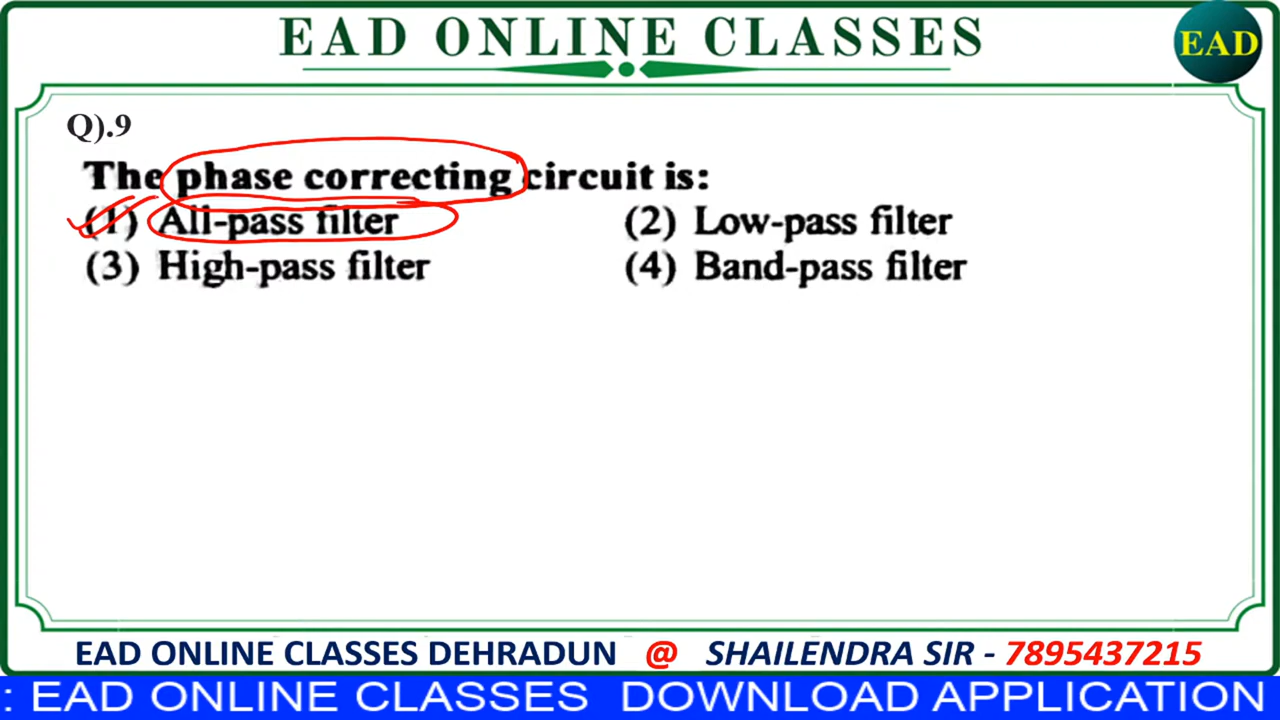 EAD ONLINE CLASSES
EAD
Q).9
The phase correcting circuit is:
(1) All-pass filter (2) Low-pass filter
(3) High-pass filter (4) Band-pass filter
EAD ONLINE CLASSES DEHRADUN @ SHAILENDRA SIR - 7895437215
: EAD ONLINE CLASSES DOWNLOAD APPLICATION